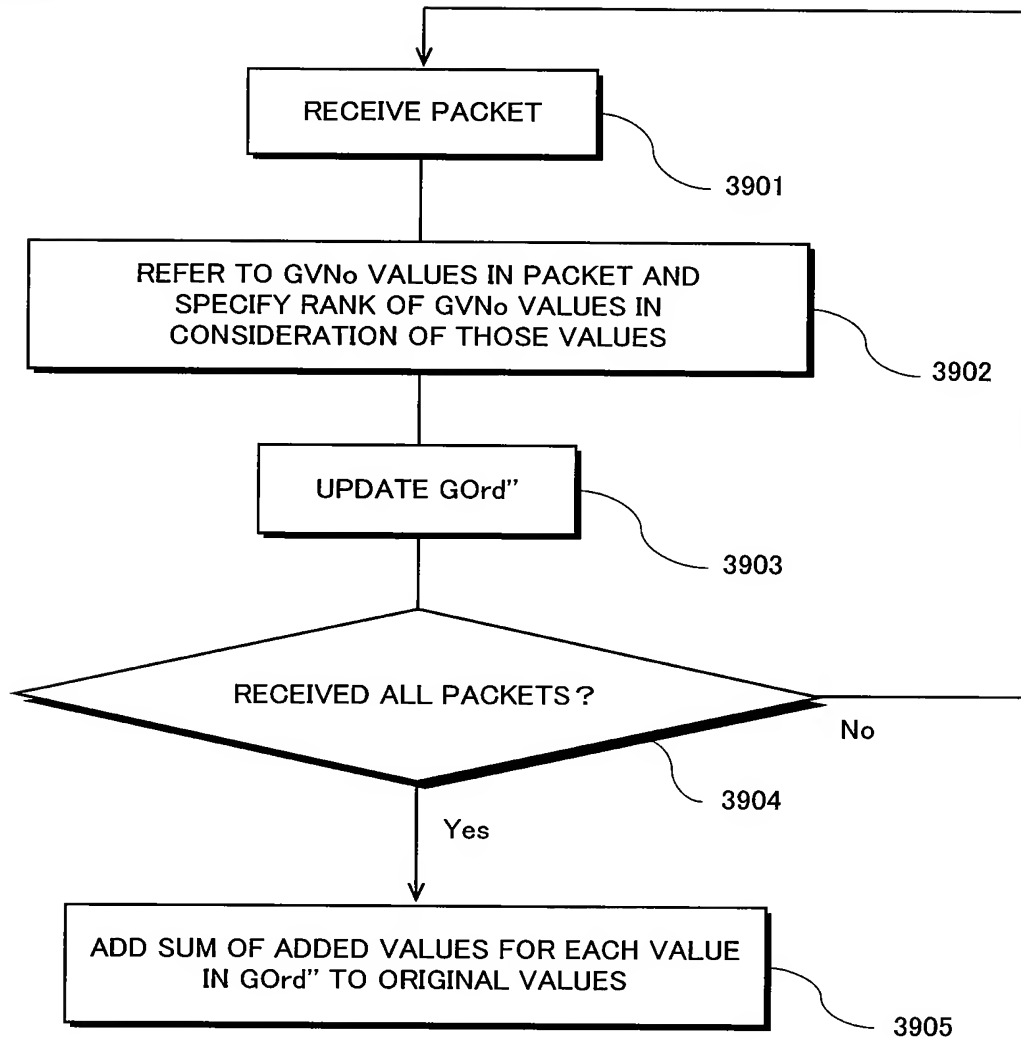 RECEIVE PACKET
3901
REFER TO GVNo VALUES IN PACKET AND
SPECIFY RANK OF GVNo VALUES IN
CONSIDERATION OF THOSE VALUES
3902
UPDATE GOrd”
3903
RECEIVED ALL PACKETS?
No
3904
Yes
ADD SUM OF ADDED VALUES FOR EACH VALUE
IN GOrd” TO ORIGINAL VALUES
3905